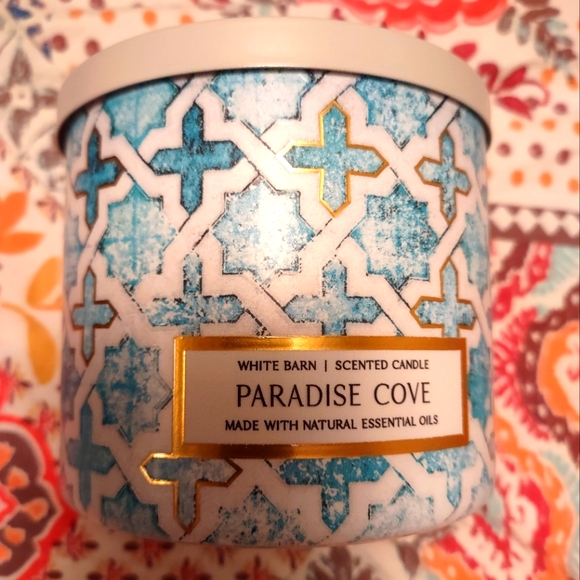 WHITE BARN | SCENTED CANDLE
PARADISE COVE
MADE WITH NATURAL ESSENTIAL OILS